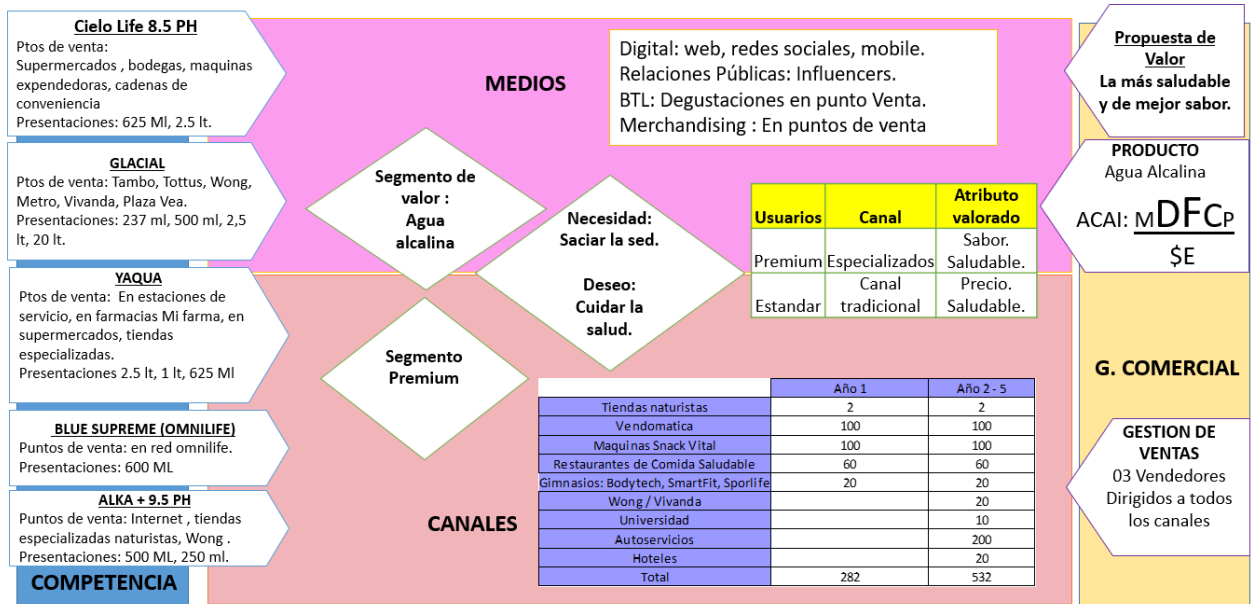 Cielo Life 8.5 PH
Ptos de venta:
Supermercados , bodegas, maquinas
expendedoras, cadenas de
conveniencia
Presentaciones: 625 Ml, 2.5 lt.
GLACIAL
Ptos de venta: Tambo, Tottus, Wong,
Metro, Vivanda, Plaza Vea.
Presentaciones: 237 ml, 500 ml, 2,5
lt, 20 lt.
YAQUA
Ptos de venta: En estaciones de
servicio, en farmacias Mi farma, en
supermercados, tiendas
especializadas.
Presentaciones 2.5 lt, 1 lt, 625 Ml
BLUE SUPREME (OMNILIFE)
Puntos de venta: en red omnilife.
Presentaciones: 600 ML
ALKA + 9.5 PH
Puntos de venta: Internet , tiendas
especializadas naturistas, Wong .
Presentaciones: 500 ML, 250 ml.
COMPETENCIA
MEDIOS
Digital: web, redes sociales, mobile.
Relaciones Públicas: Influencers.
BTL: Degustaciones en punto Venta.
Merchandising : En puntos de venta
Segmento de
valor :
Agua
alcalina
Necesidad:
Saciar la sed.
Deseo:
Cuidar la
salud.
Segmento
Premium
Usuarios Canal Atributo valorado
Premium Especializados Sabor. Saludable.
Estandar Canal tradicional Precio. Saludable.
CANALES
Año 1 Año 2 - 5
Tiendas naturistas 2 2
Vendomatica 100 100
Maquinas Snack Vital 100 100
Restaurantes de Comida Saludable 60 60
Gimnasios: Bodytech, SmartFit, Sporlife 20 20
Wong / Vivanda 20
Universidad 10
Autoservicios 200
Hoteles 20
Total 282 532
Propuesta de
Valor
La más saludable
y de mejor sabor.
PRODUCTO
Agua Alcalina
ACAI: MDFCP
$E
G. COMERCIAL
GESTION DE
VENTAS
03 Vendedores
Dirigidos a todos
los canales